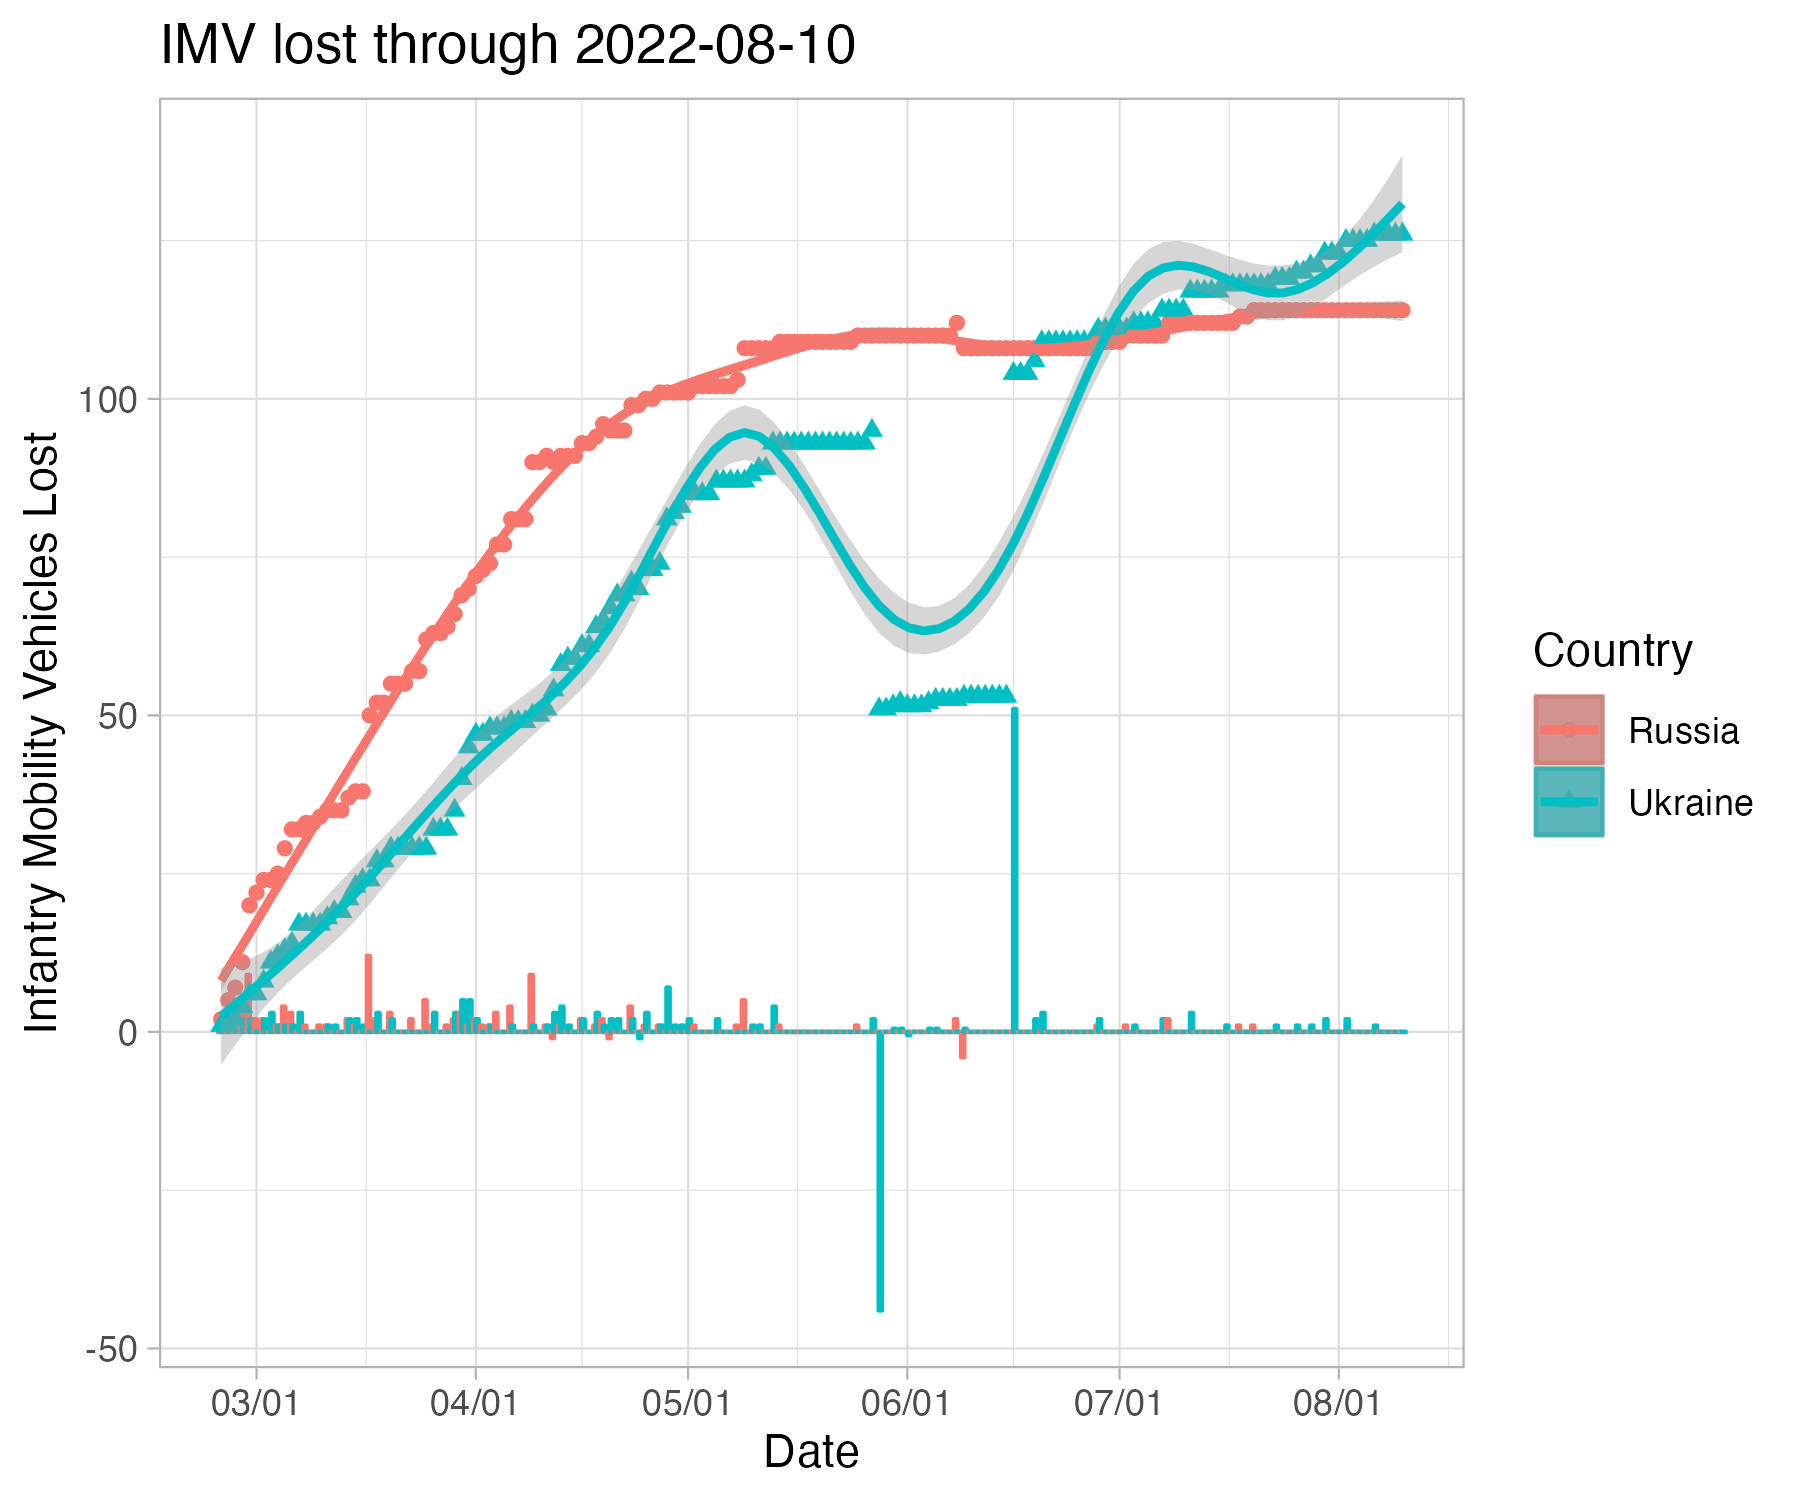 IMV lost through 2022-08-10
Infantry Mobility Vehicles Lost
100
50
0
-50
03/01
04/01
05/01
06/01
07/01
08/01
Date
Country
Russia
Ukraine